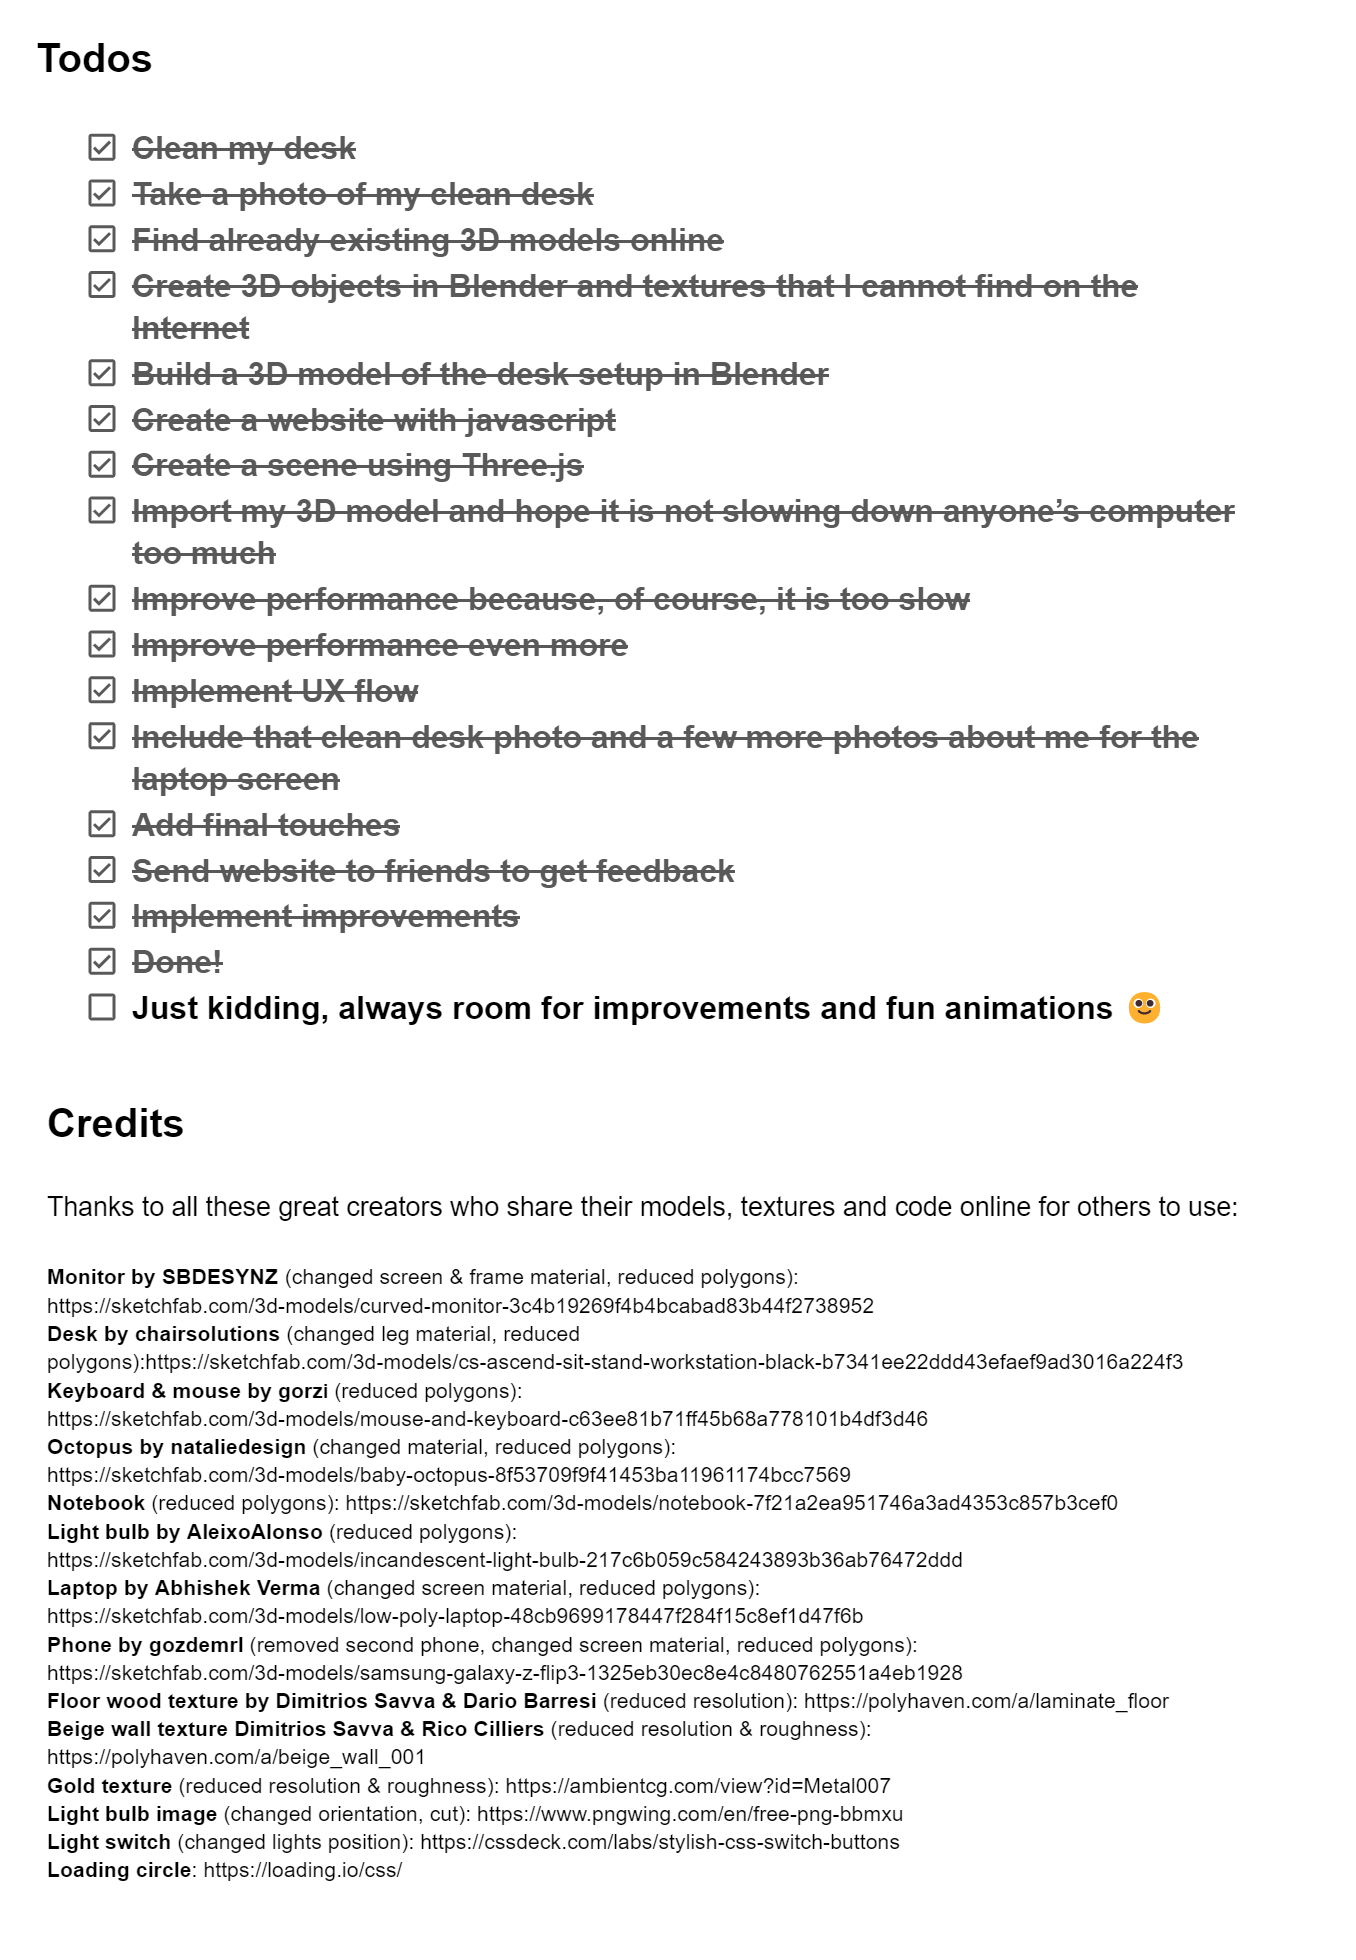 Todos
Clean my desk
Take a photo of my clean desk
Find already existing 3D models online
Create 3D objects in Blender and textures that I cannot find on the
Internet
Build a 3D model of the desk setup in Blender
Create a website with javascript
Create a scene using Three.js
Import my 3D model and hope it is not slowing down anyone’s computer
too much
Improve performance because, of course, it is too slow
Improve performance even more
Implement UX flow
Include that clean desk photo and a few more photos about me for the
laptop screen
Add final touches
Send website to friends to get feedback
Implement improvements
Done!
Just kidding, always room for improvements and fun animations
Credits
Thanks to all these great creators who share their models, textures and code online for others to use:
Monitor by SBDESYNZ (changed screen & frame material, reduced polygons):
https://sketchfab.com/3d-models/curved-monitor-3c4b19269f4b4bcabad83b44f2738952
Desk by chairsolutions (changed leg material, reduced
polygons):https://sketchfab.com/3d-models/cs-ascend-sit-stand-workstation-black-b7341ee22ddd43efaef9ad3016a224f3
Keyboard & mouse by gorzi (reduced polygons):
https://sketchfab.com/3d-models/mouse-and-keyboard-c63ee81b71ff45b68a778101b4df3d46
Octopus by nataliedesign (changed material, reduced polygons):
https://sketchfab.com/3d-models/baby-octopus-8f53709f9f41453ba11961174bcc7569
Notebook (reduced polygons): https://sketchfab.com/3d-models/notebook-7f21a2ea951746a3ad4353c857b3cef0
Light bulb by AleixoAlonso (reduced polygons):
https://sketchfab.com/3d-models/incandescent-light-bulb-217c6b059c584243893b36ab76472ddd
Laptop by Abhishek Verma (changed screen material, reduced polygons):
https://sketchfab.com/3d-models/low-poly-laptop-48cb9699178447f284f15c8ef1d47f6b
Phone by gozdemrl (removed second phone, changed screen material, reduced polygons):
https://sketchfab.com/3d-models/samsung-galaxy-z-flip3-1325eb30ec8e4c8480762551a4eb1928
Floor wood texture by Dimitrios Savva & Dario Barresi (reduced resolution): https://polyhaven.com/a/laminate_floor
Beige wall texture Dimitrios Savva & Rico Cilliers (reduced resolution & roughness):
https://polyhaven.com/a/beige_wall_001
Gold texture (reduced resolution & roughness): https://ambientcg.com/view?id=Metal007
Light bulb image (changed orientation, cut): https://www.pngwing.com/en/free-png-bbmxu
Light switch (changed lights position): https://cssdeck.com/labs/stylish-css-switch-buttons
Loading circle: https://loading.io/css/